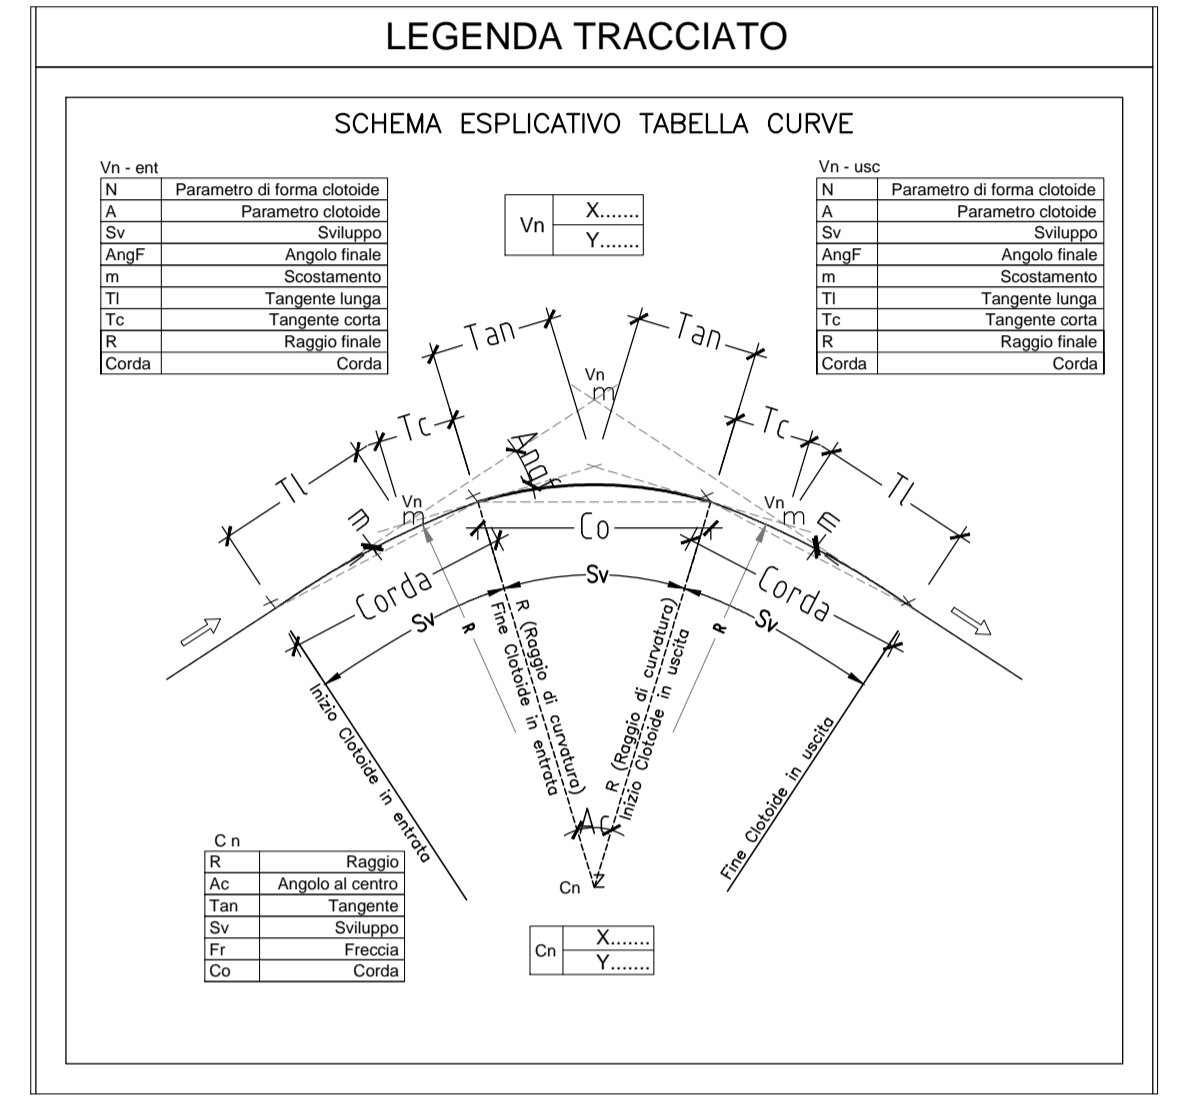 LEGENDA TRACCIATO
SCHEMA ESPLICATIVO TABELLA CURVE
Vn - ent
N Parametro di forma clotoide
A Parametro clotoide
Sv Sviluppo
AngF Angolo finale
m Scostamento
Tl Tangente lunga
Tc Tangente corta
R Raggio finale
Corda Corda
Vn X.......
Y.......
Vn - usc
N Parametro di forma clotoide
A Parametro clotoide
Sv Sviluppo
AngF Angolo finale
m Scostamento
Tl Tangente lunga
Tc Tangente corta
R Raggio finale
Corda Corda
Tan
Tan
Vn
m
Tc
Tc
AngF
Tl
Tl
m
Vn
m
Vn
m
m
Co
Corda
Sv
Corda
Sv
Sv
R
R
R (Raggio di curvatura)
Fine Clotoide in entrata
R (Raggio di curvatura)
Inizio Clotoide in uscita
Inizio Clotoide in entrata
Fine Clotoide in uscita
Ac
Cn
C n
R Raggio
Ac Angolo al centro
Tan Tangente
Sv Sviluppo
Fr Freccia
Co Corda
Cn X.......
Y.......